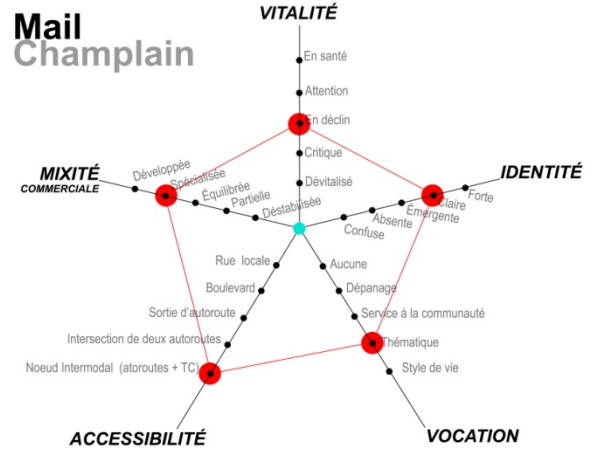 Mail
Champlain
VITALITÉ
En santé
Attention
En déclin
Critique
Dévitalisé
MIXITÉ
COMMERCIALE
Développée
Spécialisée
Équilibrée
Partielle
Déstabilisée
IDENTITÉ
Forte
Claire
Émergente
Absente
Confuse
Rue locale
Boulevard
Sortie d'autoroute
Intersection de deux autoroutes
Noeud Intermodal (atoroutes + TC)
ACCESSIBILITÉ
Aucune
Dépanage
Service à la communauté
Thématique
Style de vie
VOCATION